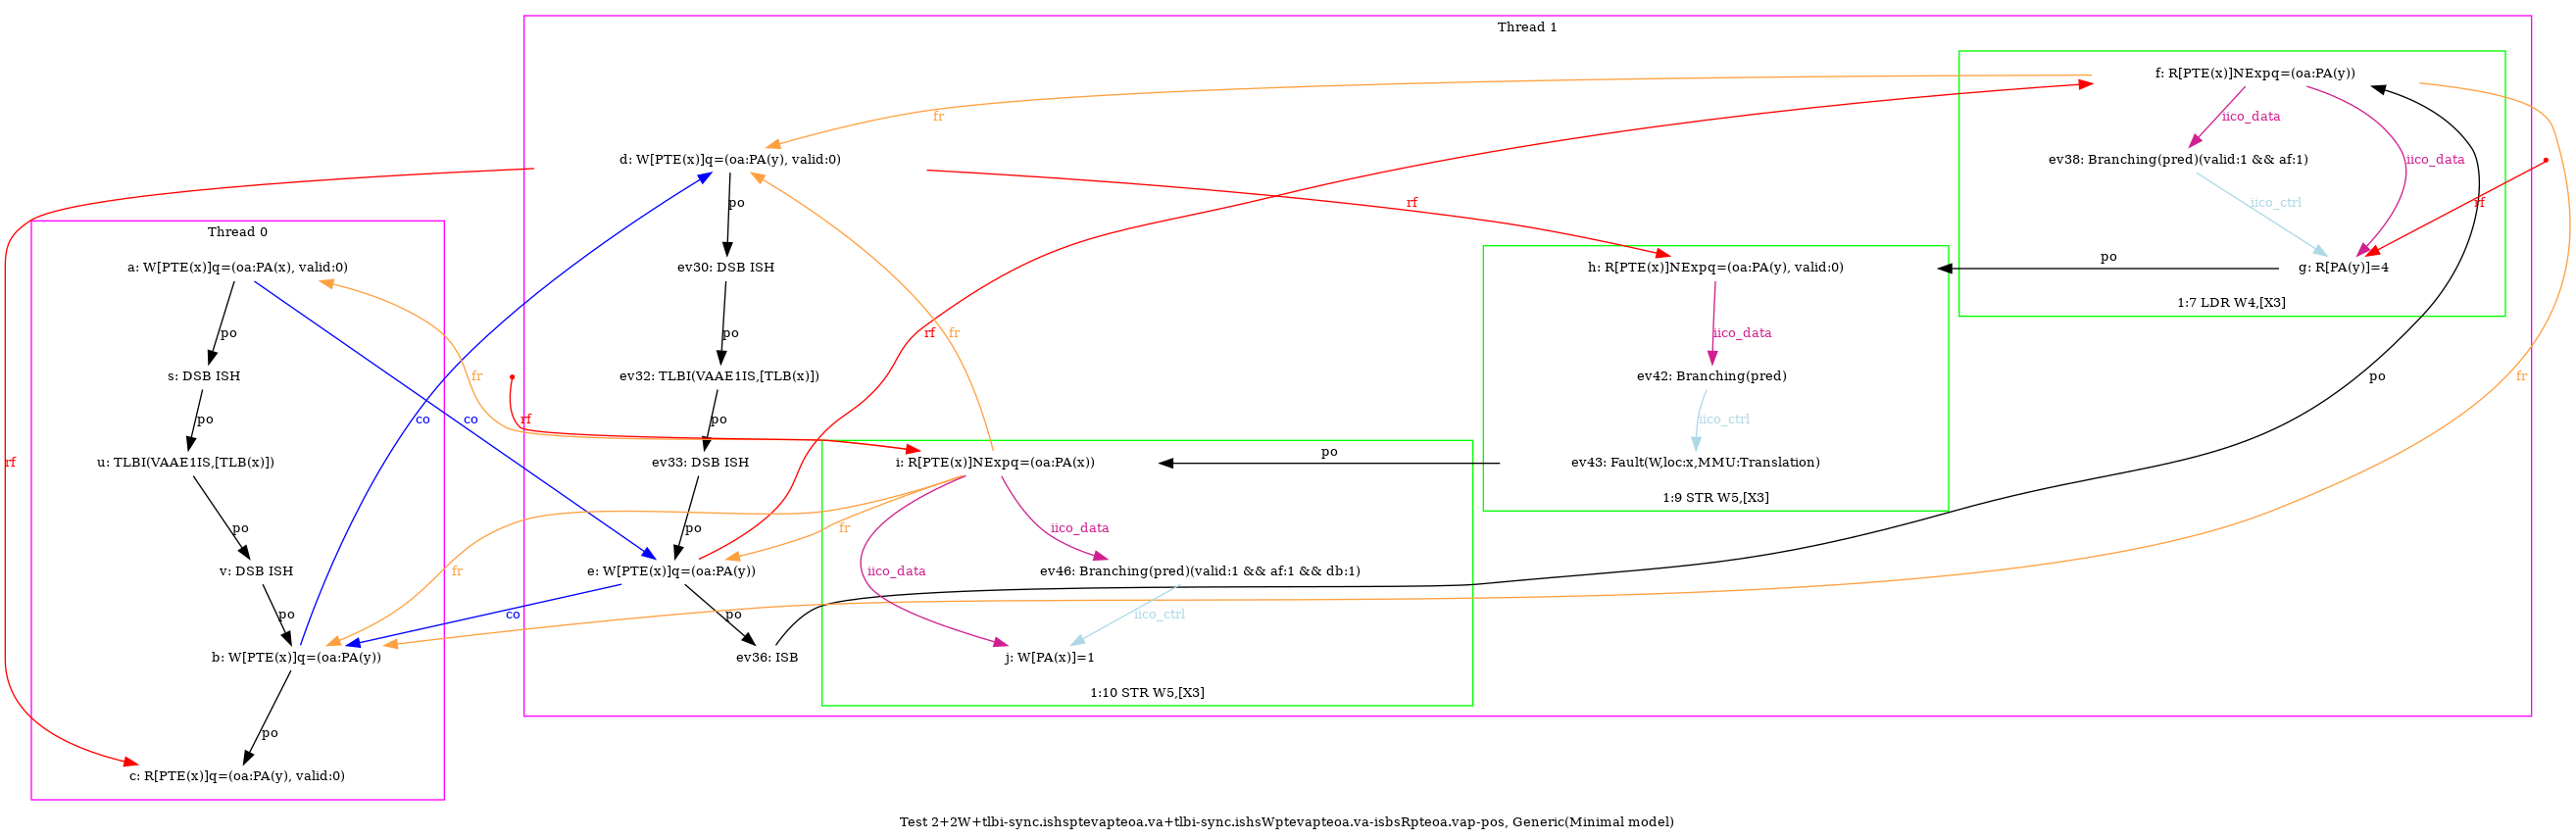 Thread 1
f: R[PTE(x)]NExpq=(oa:PA(y))
fr
iico_data
d: W[PTE(x)]q=(oa:PA(y), valid:0)
ev38: Branching(pred)(valid:1 && af:1)
iico_data
po
rf
iico_ctrl
rf
Thread 0
a: W[PTE(x)]q=(oa:PA(x), valid:0)
ev30: DSB ISH
h: R[PTE(x)]NExpq=(oa:PA(y), valid:0)
po
g: R[PA(y)]=4
1:7 LDR W4,[X3]
po
po
rf
fr
iico_data
s: DSB ISH
fr
ev32: TLBI(VAAE1IS,[TLB(x)])
ev42: Branching(pred)
po
fr
po
co
co
rf
po
iico_ctrl
u: TLBI(VAAE1IS,[TLB(x)])
ev33: DSB ISH
i: R[PTE(x)]NExpq=(oa:PA(x))
po
ev43: Fault(W,loc:x,MMU:Translation)
rf
1:9 STR W5,[X3]
po
po
fr
iico_data
v: DSB ISH
fr
e: W[PTE(x)]q=(oa:PA(y))
iico_data
ev46: Branching(pred)(valid:1 && af:1 && db:1)
po
co
po
iico_ctrl
b: W[PTE(x)]q=(oa:PA(y))
ev36: ISB
j: W[PA(x)]=1
1:10 STR W5,[X3]
po
c: R[PTE(x)]q=(oa:PA(y), valid:0)
Test 2+2W+tlbi-sync.ishsptevapteoa.va+tlbi-sync.ishsWptevapteoa.va-isbsRpteoa.vap-pos, Generic(Minimal model)